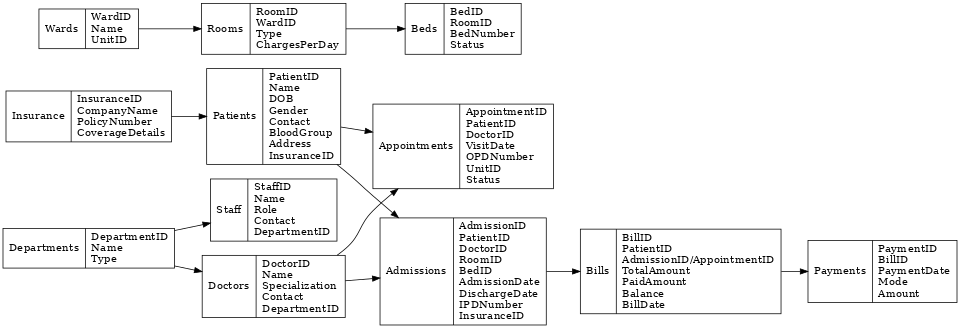 Wards
WardID
Name
UnitID
Rooms
RoomID
WardID
Type
ChargesPerDay
Beds
BedID
RoomID
BedNumber
Status
Insurance
InsuranceID
CompanyName
PolicyNumber
CoverageDetails
Patients
PatientID
Name
DOB
Gender
Contact
BloodGroup
Address
InsuranceID
Appointments
AppointmentID
PatientID
DoctorID
VisitDate
OPDNumber
UnitID
Status
Staff
StaffID
Name
Role
Contact
DepartmentID
Departments
DepartmentID
Name
Type
Doctors
DoctorID
Name
Specialization
Contact
DepartmentID
Admissions
AdmissionID
PatientID
DoctorID
RoomID
BedID
AdmissionDate
DischargeDate
IPDNumber
InsuranceID
Bills
BillID
PatientID
AdmissionID/AppointmentID
TotalAmount
PaidAmount
Balance
BillDate
Payments
PaymentID
BillID
PaymentDate
Mode
Amount